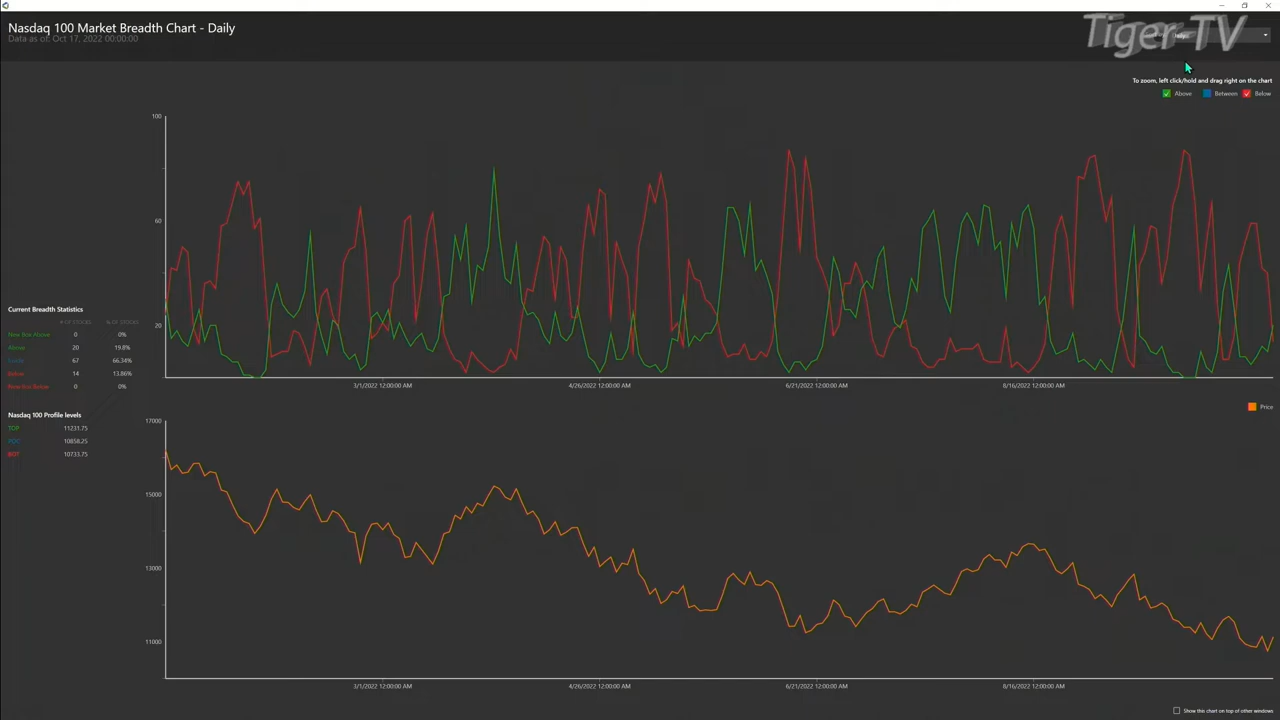 Nasdaq 100 Market Breadth Chart - Daily
Data as of: Oct 17, 2022 00:00:00
Tiger-TV
Daily
To zoom, left click/hold and drag right on the chart
Above Between Below
100
60
20
3/1/2022 12:00:00 AM 4/26/2022 12:00:00 AM 6/21/2022 12:00:00 AM 8/16/2022 12:00:00 AM
Current Breadth Statistics
# OF STOCKS % OF STOCKS
New Bias Above 0 0%
Above 20 19.8%
Inside 67 66.34%
Below 14 13.86%
New Bias Below 0 0%
Nasdaq 100 Profile levels
TOP 11231.75
POC 10858.25
BOT 10733.75
Price
17000
15000
13000
11000
3/1/2022 12:00:00 AM 4/26/2022 12:00:00 AM 6/21/2022 12:00:00 AM 8/16/2022 12:00:00 AM
Show this chart on top of other windows